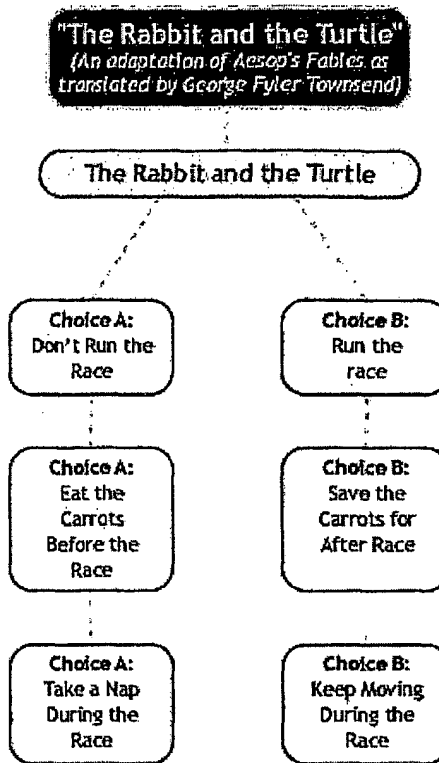 "The Rabbit and the Turtle"
(An adaptation of Aesop's Fables as
translated by George Fyler Townsend)
The Rabbit and the Turtle
Choice A:
Don't Run the
Race
Choice B:
Run the
race
Choice A:
Eat the
Carrots
Before the
Race
Choice B:
Save the
Carrots for
After Race
Choice A:
Take a Nap
During the
Race
Choice B:
Keep Moving
During the
Race